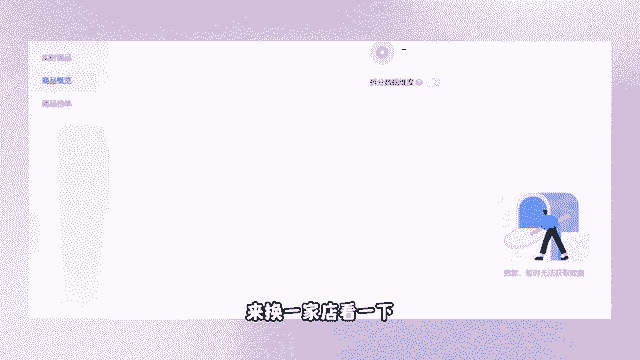 实时商品
商品概览
商品榜单
拆分数据维度
抱歉，暂时无法获取数据
来换一家店看一下